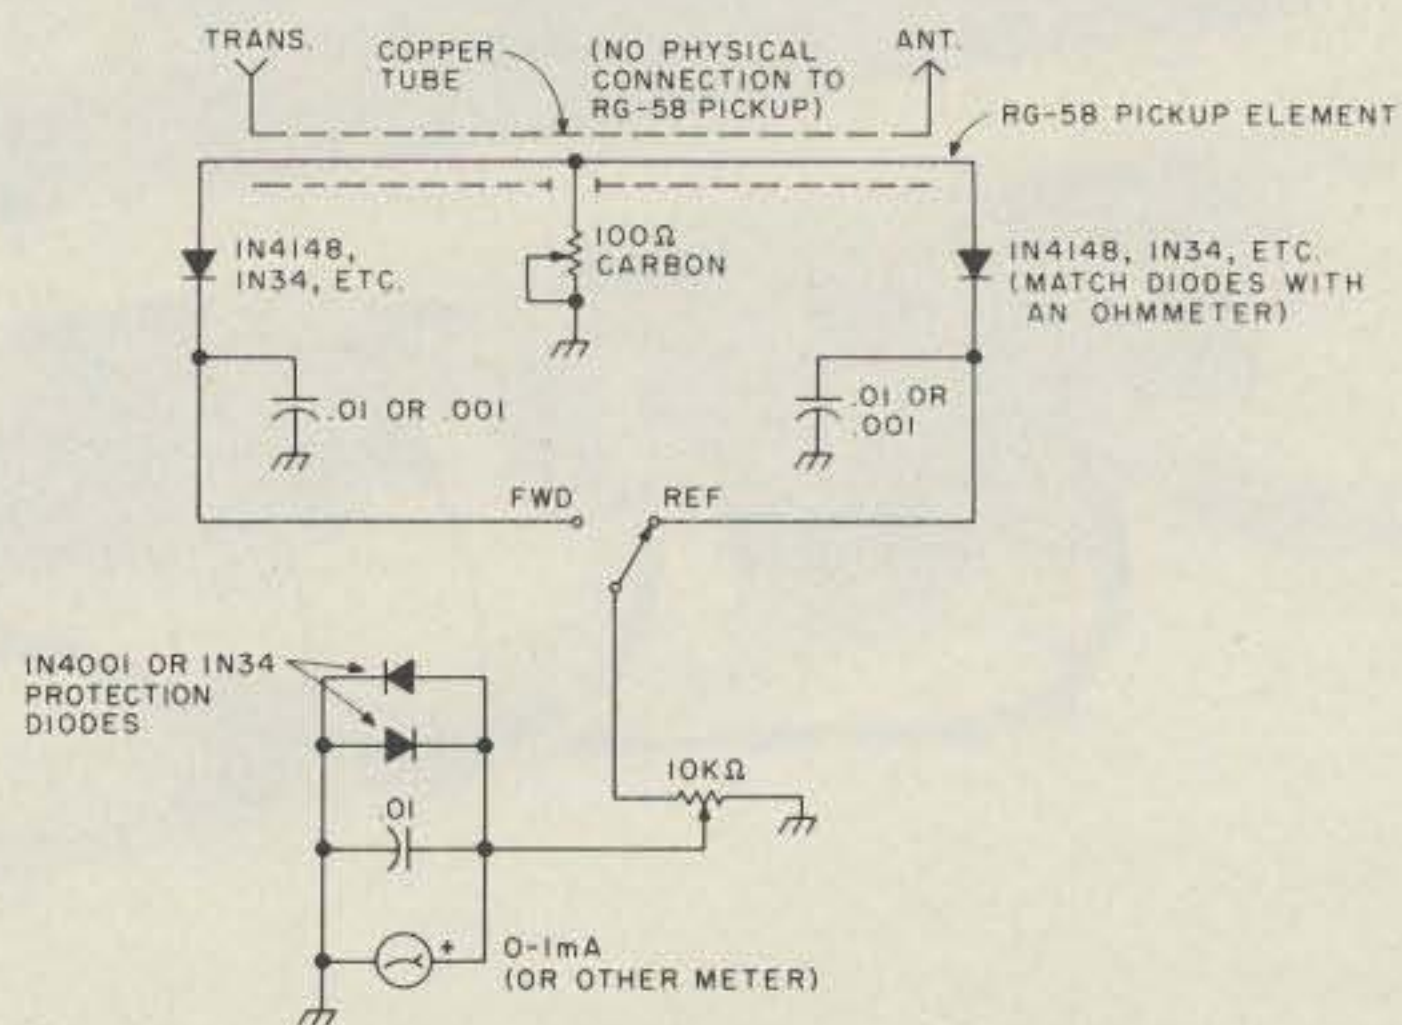 TRANS.
COPPER
TUBE
(NO PHYSICAL
CONNECTION TO
RG-58 PICKUP)
ANT.
RG-58 PICKUP ELEMENT
IN4148,
IN34, ETC.
100Ω
CARBON
IN4148, IN34, ETC.
(MATCH DIODES WITH
AN OHMMETER)
.01 OR .001
.01 OR
.001
FWD
REF
IN4001 OR IN34
PROTECTION
DIODES
10KΩ
.01
+
0-1mA
(OR OTHER METER)